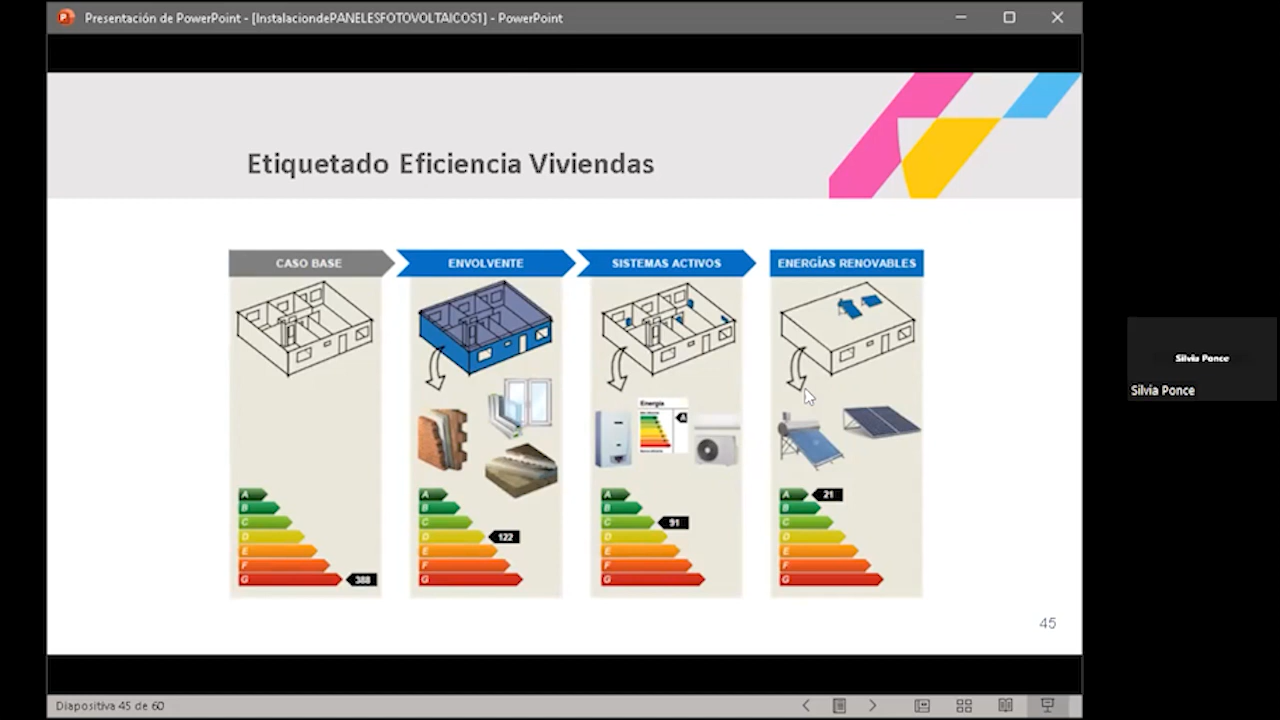 Presentación de PowerPoint - [InstalaciondePANELESFOTOVOLTAICOS1] - PowerPoint
Etiquetado Eficiencia Viviendas
CASO BASE
ENVOLVENTE
SISTEMAS ACTIVOS
ENERGÍAS RENOVABLES
Energía
A
A
B
C
D
E
F
G
388
A
B
C
D
122
E
F
G
A
B
C
91
D
E
F
G
A
21
B
C
D
E
F
G
45
Silvia Ponce
Silvia Ponce
Diapositiva 45 de 60